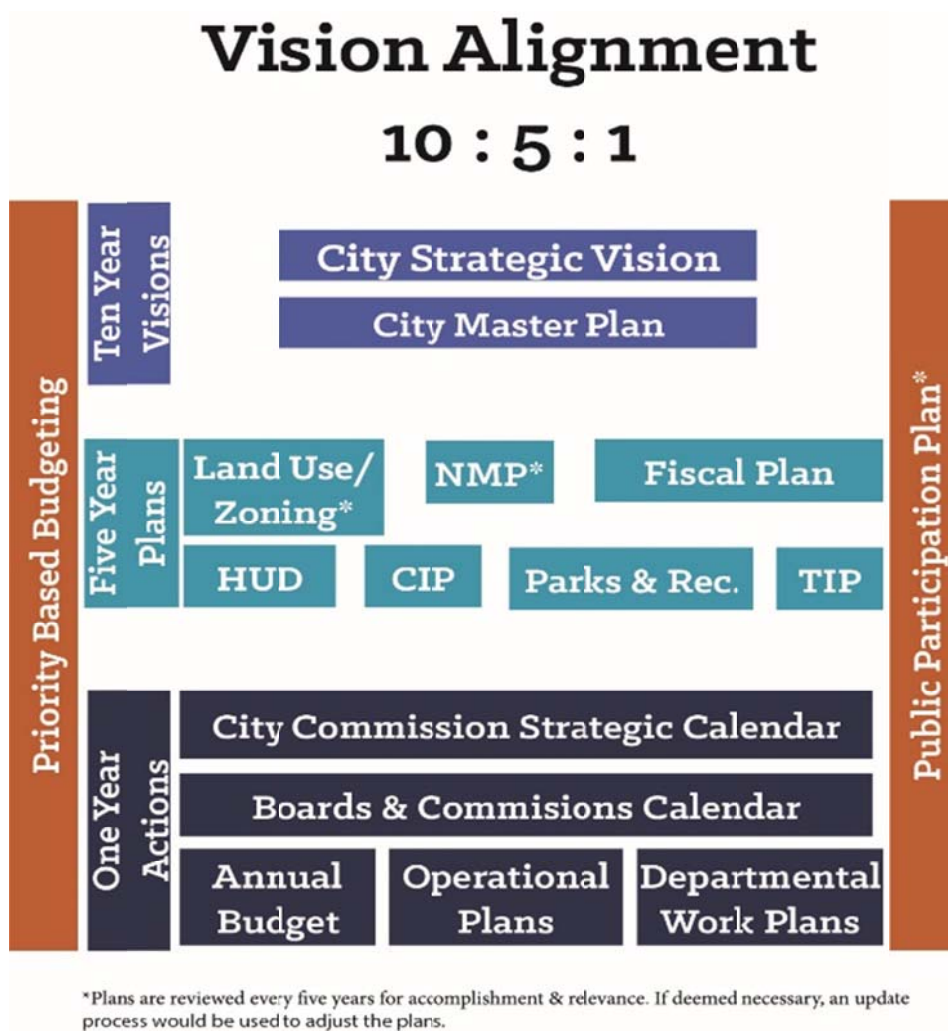 Vision Alignment
10 : 5 : 1
Priority Based Budgeting
Ten Year
Visions
City Strategic Vision
City Master Plan
Five Year
Plans
Land Use/
Zoning*
NMP*
Fiscal Plan
HUD
CIP
Parks & Rec.
TIP
One Year
Actions
City Commission Strategic Calendar
Boards & Commisions Calendar
Annual
Budget
Operational
Plans
Departmental
Work Plans
Public Participation Plan*
*Plans are reviewed every five years for accomplishment & relevance. If deemed necessary, an update
process would be used to adjust the plans.